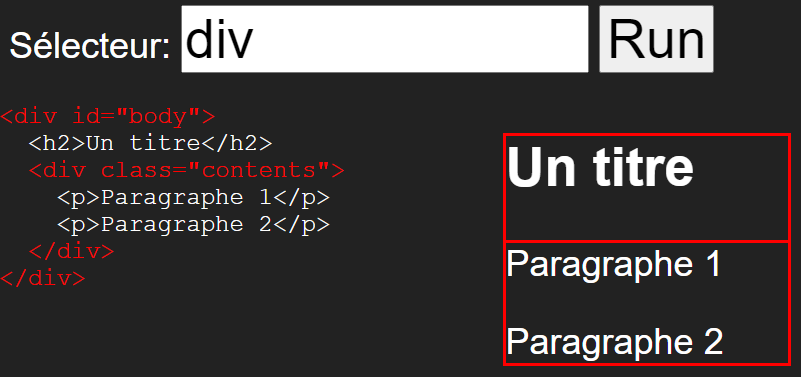 Sélecteur: div Run
<div id="body">
  <h2>Un titre</h2>
  <div class="contents">
    <p>Paragraphe 1</p>
    <p>Paragraphe 2</p>
  </div>
</div>
Un titre
Paragraphe 1
Paragraphe 2